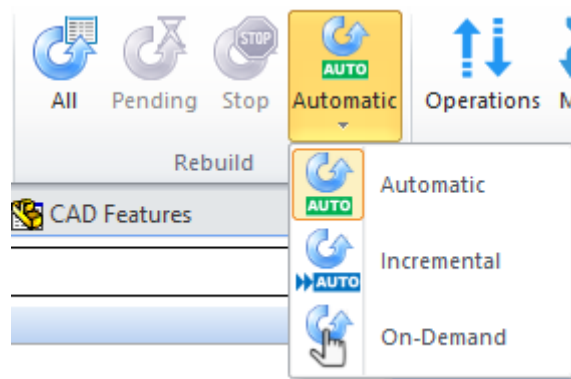 STOP
AUTO
All Pending Stop Automatic Operations
Rebuild
AUTO
Automatic
CAD Features
AUTO
Incremental
On-Demand